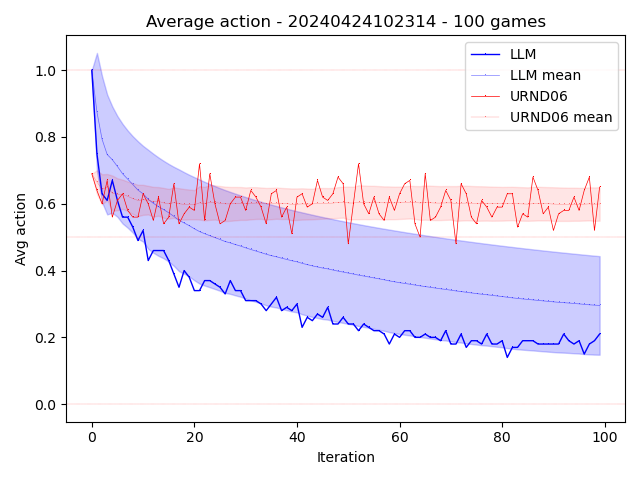 Average action - 20240424102314 - 100 games
LLM
LLM mean
URND06
URND06 mean
Avg action
1.0
0.8
0.6
0.4
0.2
0.0
0 20 40 60 80 100
Iteration